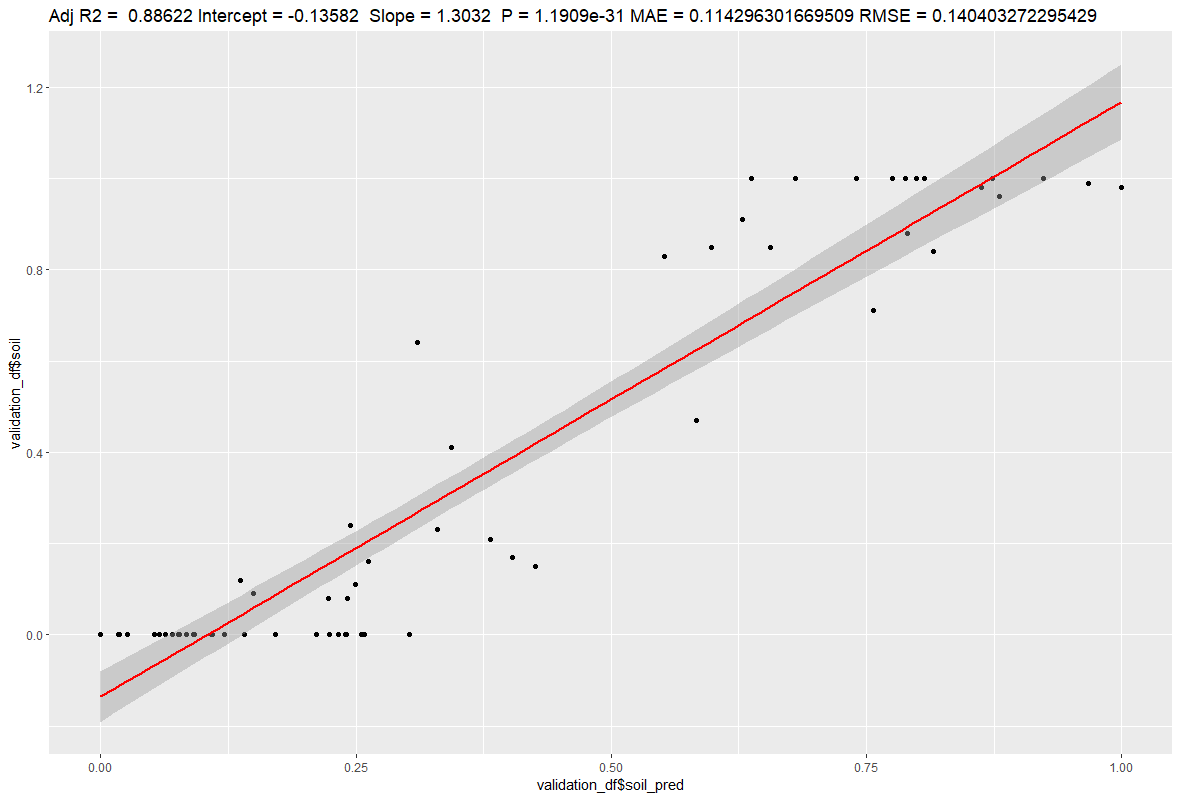 Adj R2 =  0.88622 Intercept = -0.13582  Slope = 1.3032  P = 1.1909e-31 MAE = 0.114296301669509 RMSE = 0.140403272295429
1.2
0.8
0.4
0.0
validation_df$soil
0.00 0.25 0.50 0.75 1.00
validation_df$soil_pred